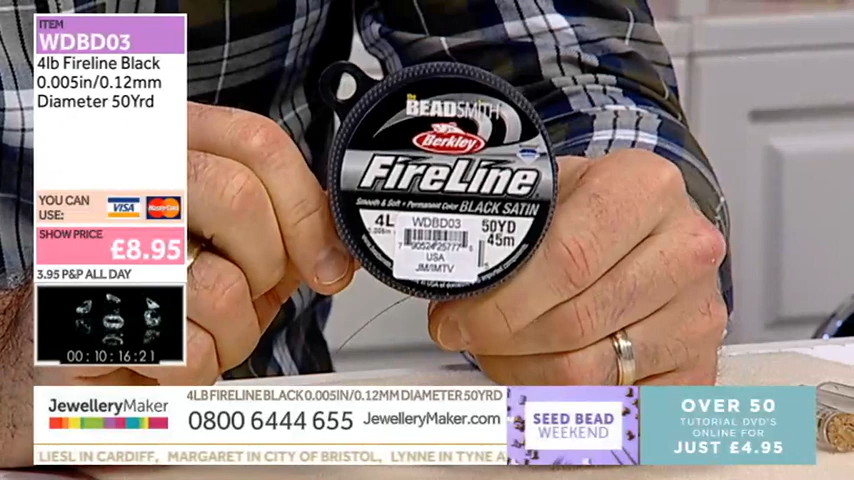 ITEM
WDBD03
4lb Fireline Black
0.005in/0.12mm
Diameter 50Yrd
YOU CAN
USE:
VISA
MasterCard
SHOW PRICE
£8.95
3.95 P&P ALL DAY
00:10:16:21
the BEADSMITH
Berkley
FireLine
Smooth & Soft • Permanent Color
BLACK SATIN
WDBD03
50YD
45m
USA
JM/IMTV
JewelleryMaker
4LB FIRELINE BLACK 0.005IN/0.12MM DIAMETER 50YRD
0800 6444 655
JewelleryMaker.com
SEED BEAD
WEEKEND
OVER 50
TUTORIAL DVD'S
ONLINE FOR
JUST £4.95
LIESL IN CARDIFF, MARGARET IN CITY OF BRISTOL, LYNNE IN TYNE A